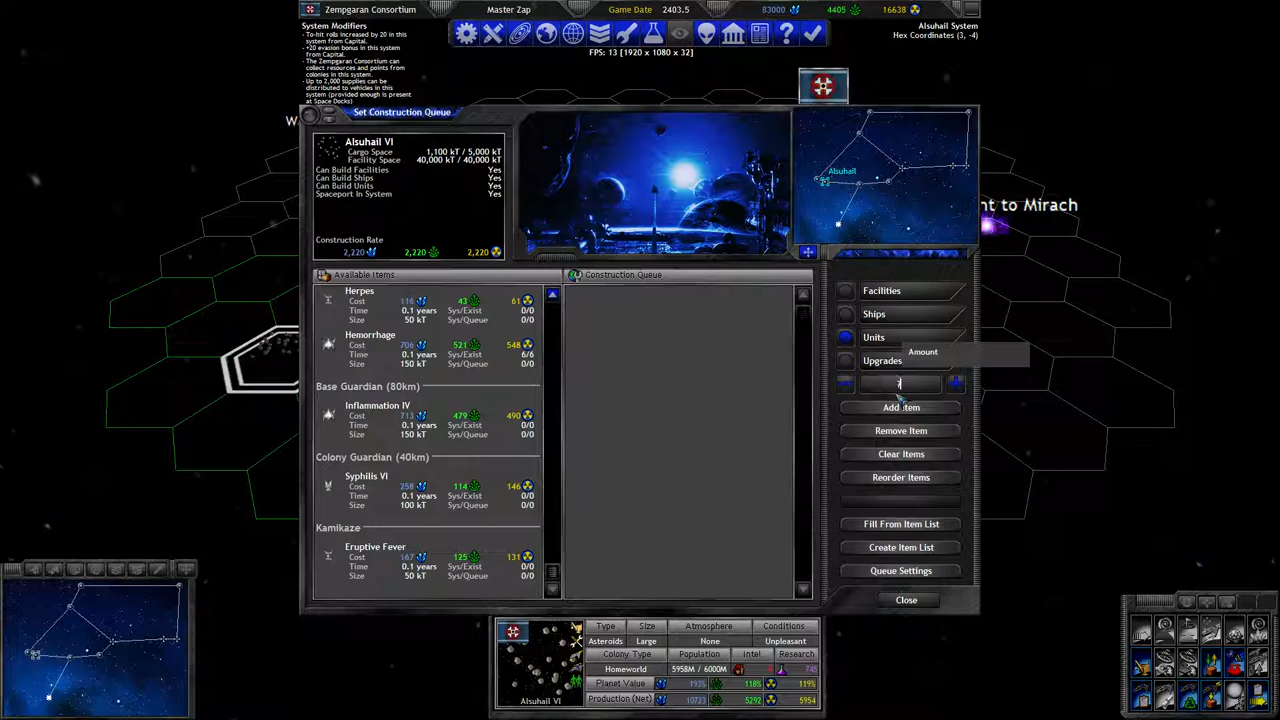 Zempgaran Consortium
Master Zap
Game Date 2403.5
83000
4405
16638
System Modifiers
- To-hit rolls increased by 20 in this
system from Capital.
- +20 evasion bonus in this system
from Capital.
- The Zempgaran Consortium can
collect resources and points from
colonies in this system.
- Up to 2,000 supplies can be
distributed to vehicles in this
system (provided enough is present
at Space Docks)
FPS: 13 [1920 x 1080 x 32]
Alsuhail System
Hex Coordinates (3, -4)
W
nt to Mirach
Set Construction Queue
Alsuhail VI
Cargo Space 1,100 kT / 5,000 kT
Facility Space 40,000 kT / 40,000 kT
Can Build Facilities Yes
Can Build Ships Yes
Can Build Units Yes
Spaceport In System Yes
Construction Rate
2,220 2,220 2,220
Alsuhail
Available Items
Construction Queue
Herpes
Cost 116 43 61
Time 0.1 years Sys/Exist 0/0
Size 50 kT Sys/Queue 0/0
Hemorrhage
Cost 706 521 548
Time 0.1 years Sys/Exist 6/6
Size 150 kT Sys/Queue 0/0
Base Guardian (80km)
Inflammation IV
Cost 713 479 490
Time 0.1 years Sys/Exist 0/0
Size 150 kT Sys/Queue 0/0
Colony Guardian (40km)
Syphilis VI
Cost 258 114 146
Time 0.1 years Sys/Exist 0/0
Size 100 kT Sys/Queue 0/0
Kamikaze
Eruptive Fever
Cost 167 125 131
Time 0.1 years Sys/Exist 0/0
Size 50 kT Sys/Queue 0/0
Facilities
Ships
Units
Amount
Upgrades
Add Item
Remove Item
Clear Items
Reorder Items
Fill From Item List
Create Item List
Queue Settings
Close
Type Size Atmosphere Conditions
Asteroids Large None Unpleasant
Colony Type Population Intel Research
Homeworld 5958M / 6000M 745
Planet Value 193% 118% 119%
Production (Net) 10723 5292 5954
Alsuhail VI